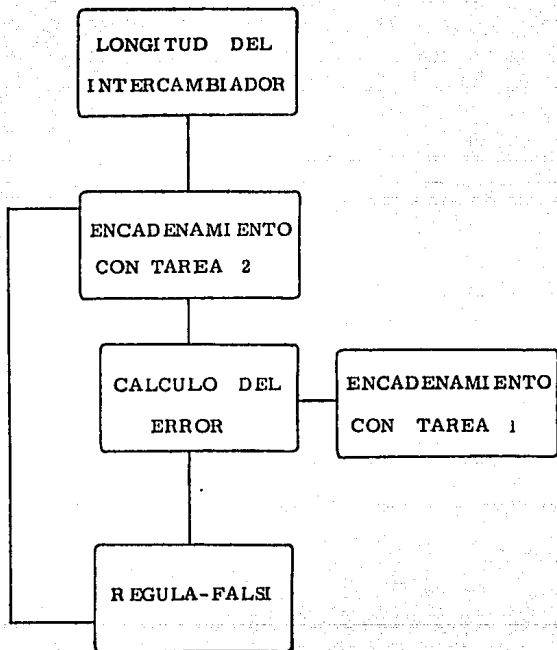 LONGITUD DEL
INTERCAMBIADOR
ENCADENAMIENTO
CON TAREA 2
CALCULO DEL
ERROR
ENCADENAMIENTO
CON TAREA 1
REGULA-FALSI